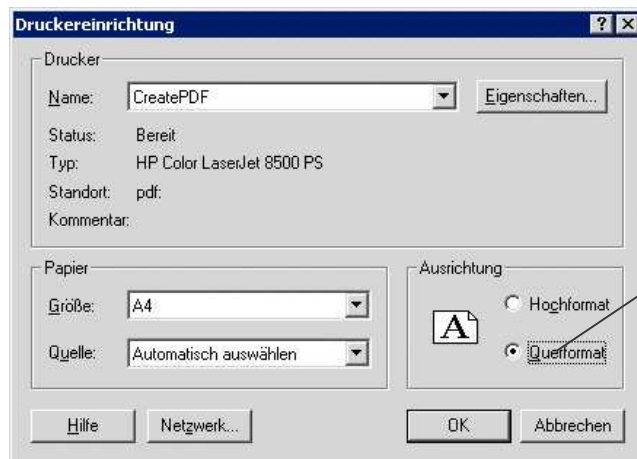 Druckereinrichtung
Drucker
Name: CreatePDF Eigenschaften...
Status: Bereit
Typ: HP Color LaserJet 8500 PS
Standort: pdf:
Kommentar:
Papier
Größe: A4
Quelle: Automatisch auswählen
Ausrichtung
A
Hochformat
Querformat
Hilfe Netzwerk... OK Abbrechen